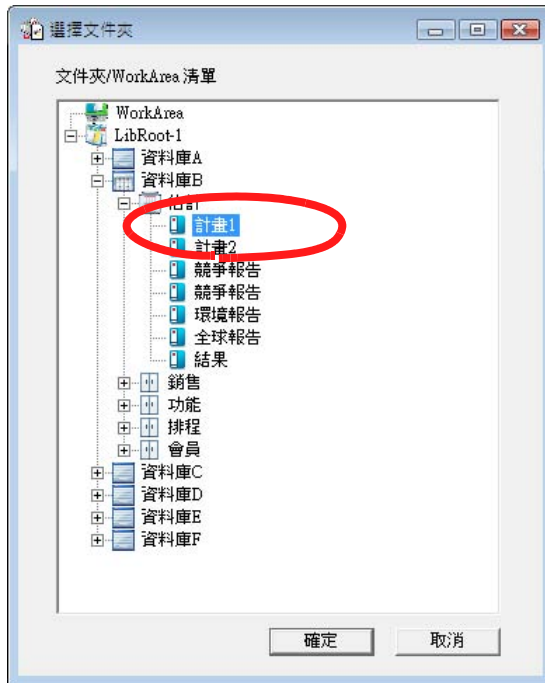 選擇文件夾
文件夾/WorkArea 清單
WorkArea
LibRoot-1
資料庫A
資料庫B
估計
計畫1
計畫2
競爭報告
競爭報告
環境報告
全球報告
結果
銷售
功能
排程
會員
資料庫C
資料庫D
資料庫E
資料庫F
確定
取消